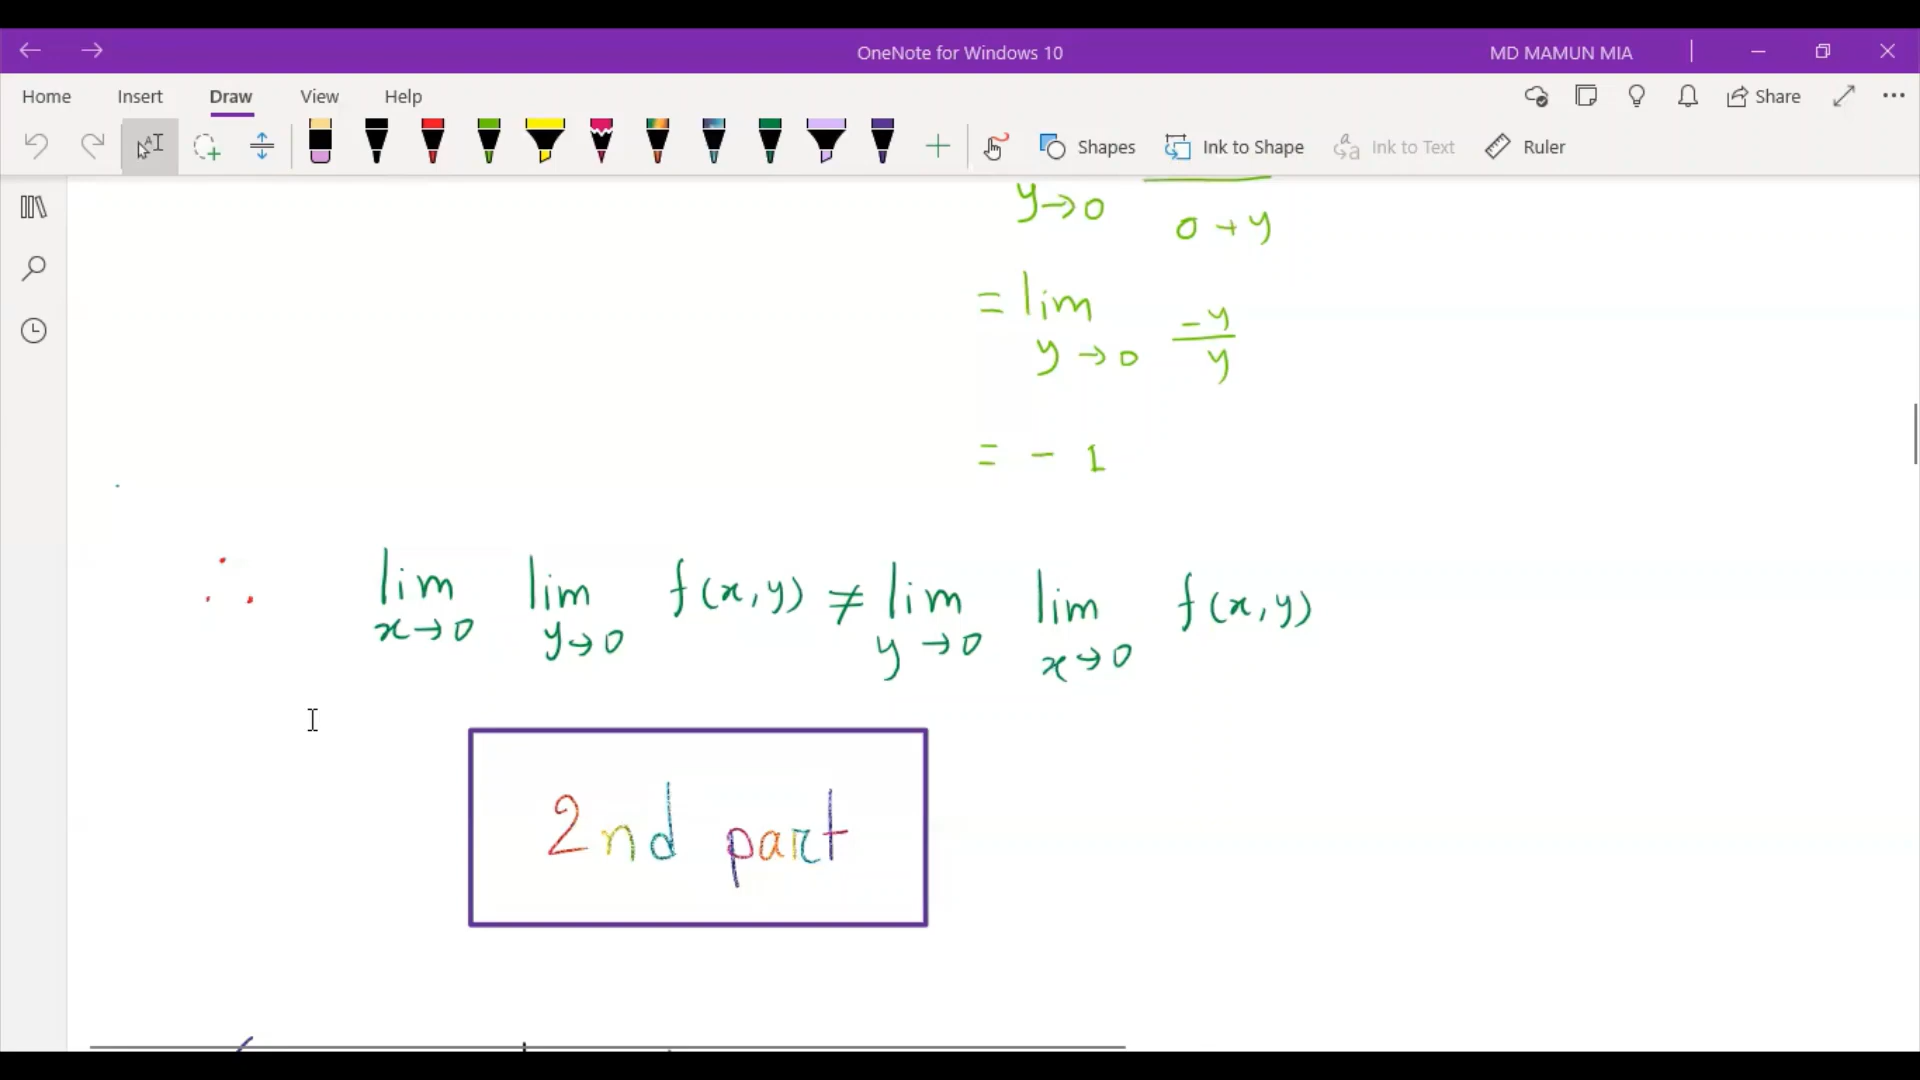 OneNote for Windows 10
MD MAMUN MIA
Home Insert Draw View Help
Share
Shapes Ink to Shape Ink to Text Ruler
y→0 0 + y
= lim -y
y→0 y
= - 1
∴ lim lim f(x,y) ≠ lim lim f(x,y)
x→0 y→0 y→0 x→0
2nd part